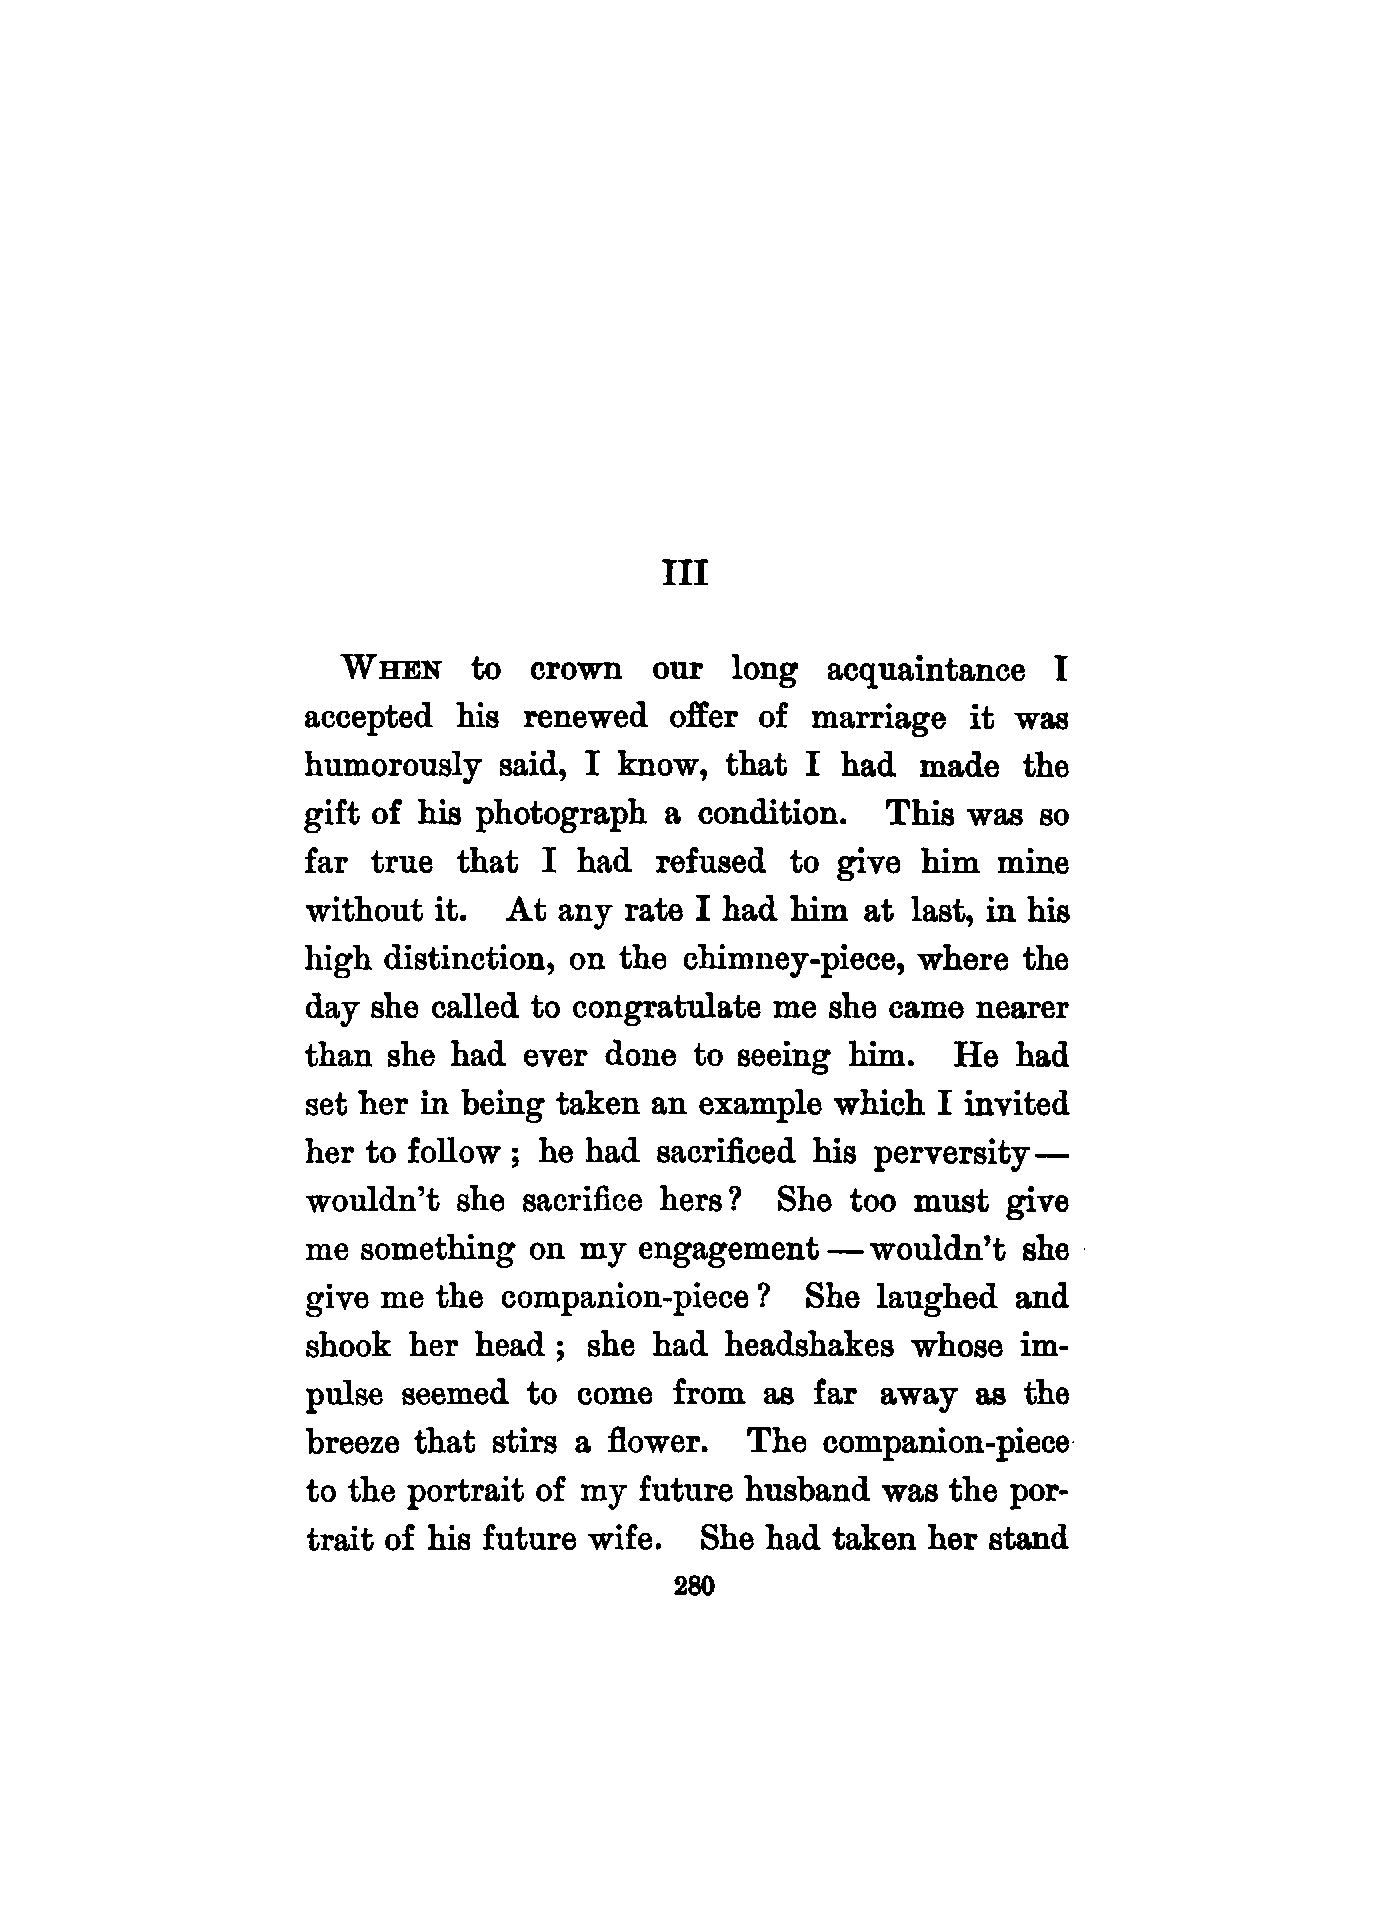 III
WHEN to crown our long acquaintance I
accepted his renewed offer of marriage it was
humorously said, I know, that I had made the
gift of his photograph a condition. This was so
far true that I had refused to give him mine
without it. At any rate I had him at last, in his
high distinction, on the chimney-piece, where the
day she called to congratulate me she came nearer
than she had ever done to seeing him. He had
set her in being taken an example which I invited
her to follow ; he had sacrificed his perversity—
wouldn't she sacrifice hers? She too must give
me something on my engagement — wouldn't she
give me the companion-piece ? She laughed and
shook her head ; she had headshakes whose im-
pulse seemed to come from as far away as the
breeze that stirs a flower. The companion-piece
to the portrait of my future husband was the por-
trait of his future wife. She had taken her stand
280